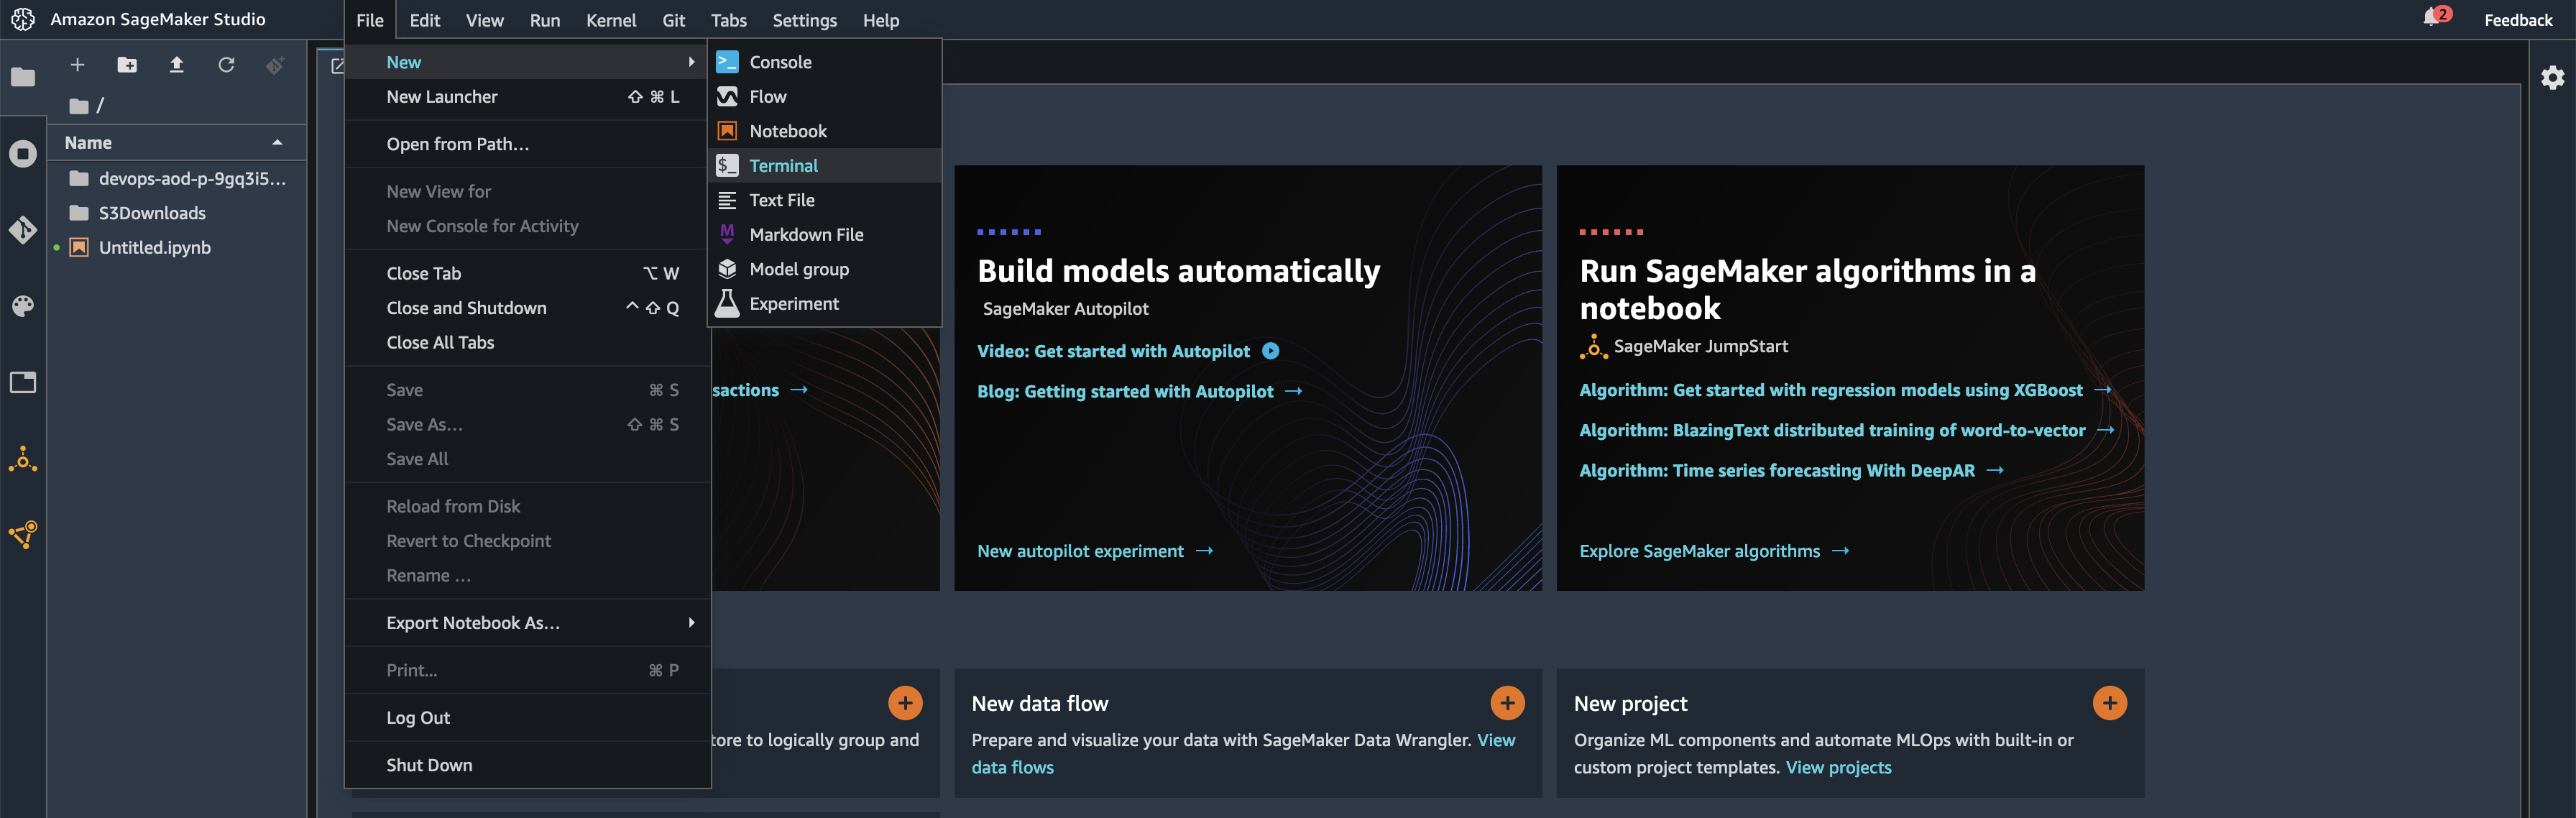 Amazon SageMaker Studio
File Edit View Run Kernel Git Tabs Settings Help
2
Feedback
/
Name
devops-aod-p-9gq3i5…
S3Downloads
Untitled.ipynb
New
New Launcher ⇧ ⌘ L
Open from Path…
New View for
New Console for Activity
Close Tab ⌥ W
Close and Shutdown ^ ⇧ Q
Close All Tabs
Save ⌘ S
Save As… ⇧ ⌘ S
Save All
Reload from Disk
Revert to Checkpoint
Rename …
Export Notebook As…
Print... ⌘ P
Log Out
Shut Down
Console
Flow
Notebook
$_ Terminal
Text File
M Markdown File
Model group
Experiment
sactions →
Build models automatically
SageMaker Autopilot
Video: Get started with Autopilot
Blog: Getting started with Autopilot →
New autopilot experiment →
Run SageMaker algorithms in a
notebook
SageMaker JumpStart
Algorithm: Get started with regression models using XGBoost →
Algorithm: BlazingText distributed training of word-to-vector →
Algorithm: Time series forecasting With DeepAR →
Explore SageMaker algorithms →
tore to logically group and
New data flow
Prepare and visualize your data with SageMaker Data Wrangler. View
data flows
New project
Organize ML components and automate MLOps with built-in or
custom project templates. View projects